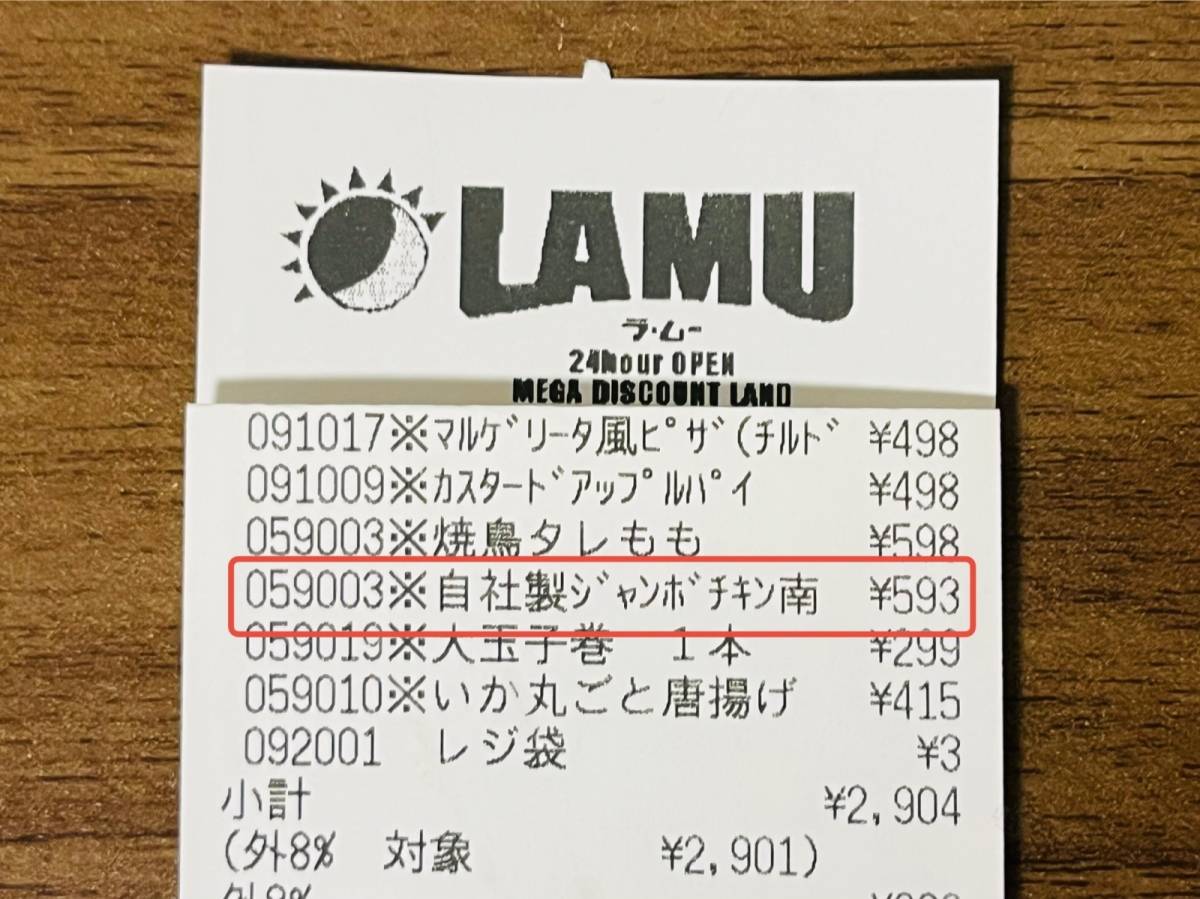 LAMU
ラ・ムー
24hour OPEN
MEGA DISCOUNT LAND
091017※マルゲリータ風ピザ(チルド ¥498
091009※カスタードアップルパイ ¥498
059003※焼鳥タレもも ¥598
059003※自社製ジャンボチキン南 ¥593
059019※大玉子巻 1本 ¥299
059010※いか丸ごと唐揚げ ¥415
092001 レジ袋 ¥3
小計 ¥2,904
(外8% 対象 ¥2,901)
外8%